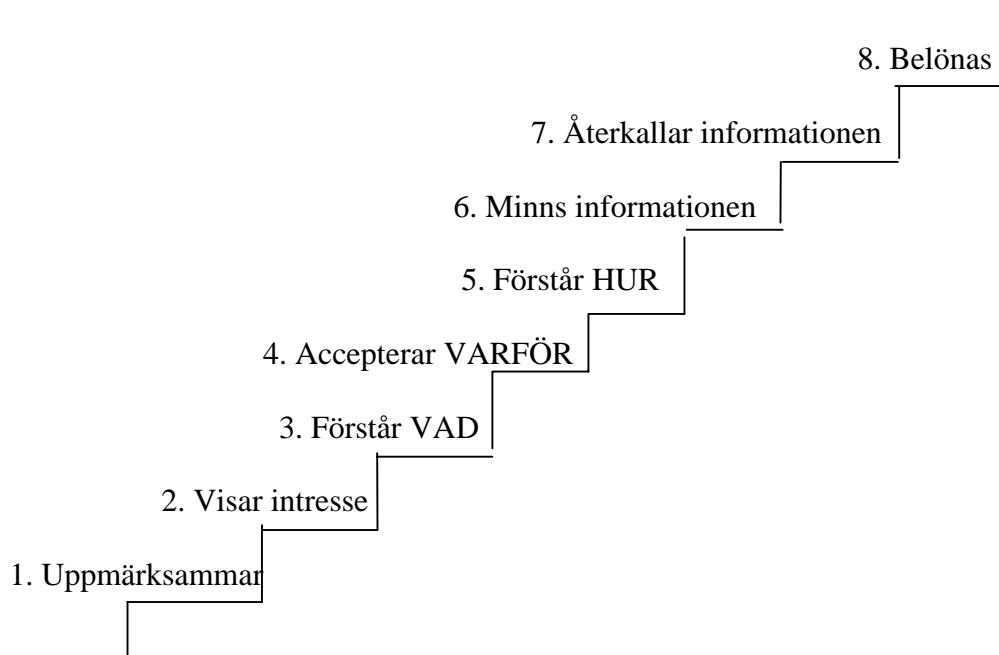 8. Belönas
7. Återkallar informationen
6. Minns informationen
5. Förstår HUR
4. Accepterar VARFÖR
3. Förstår VAD
2. Visar intresse
1. Uppmärksammar